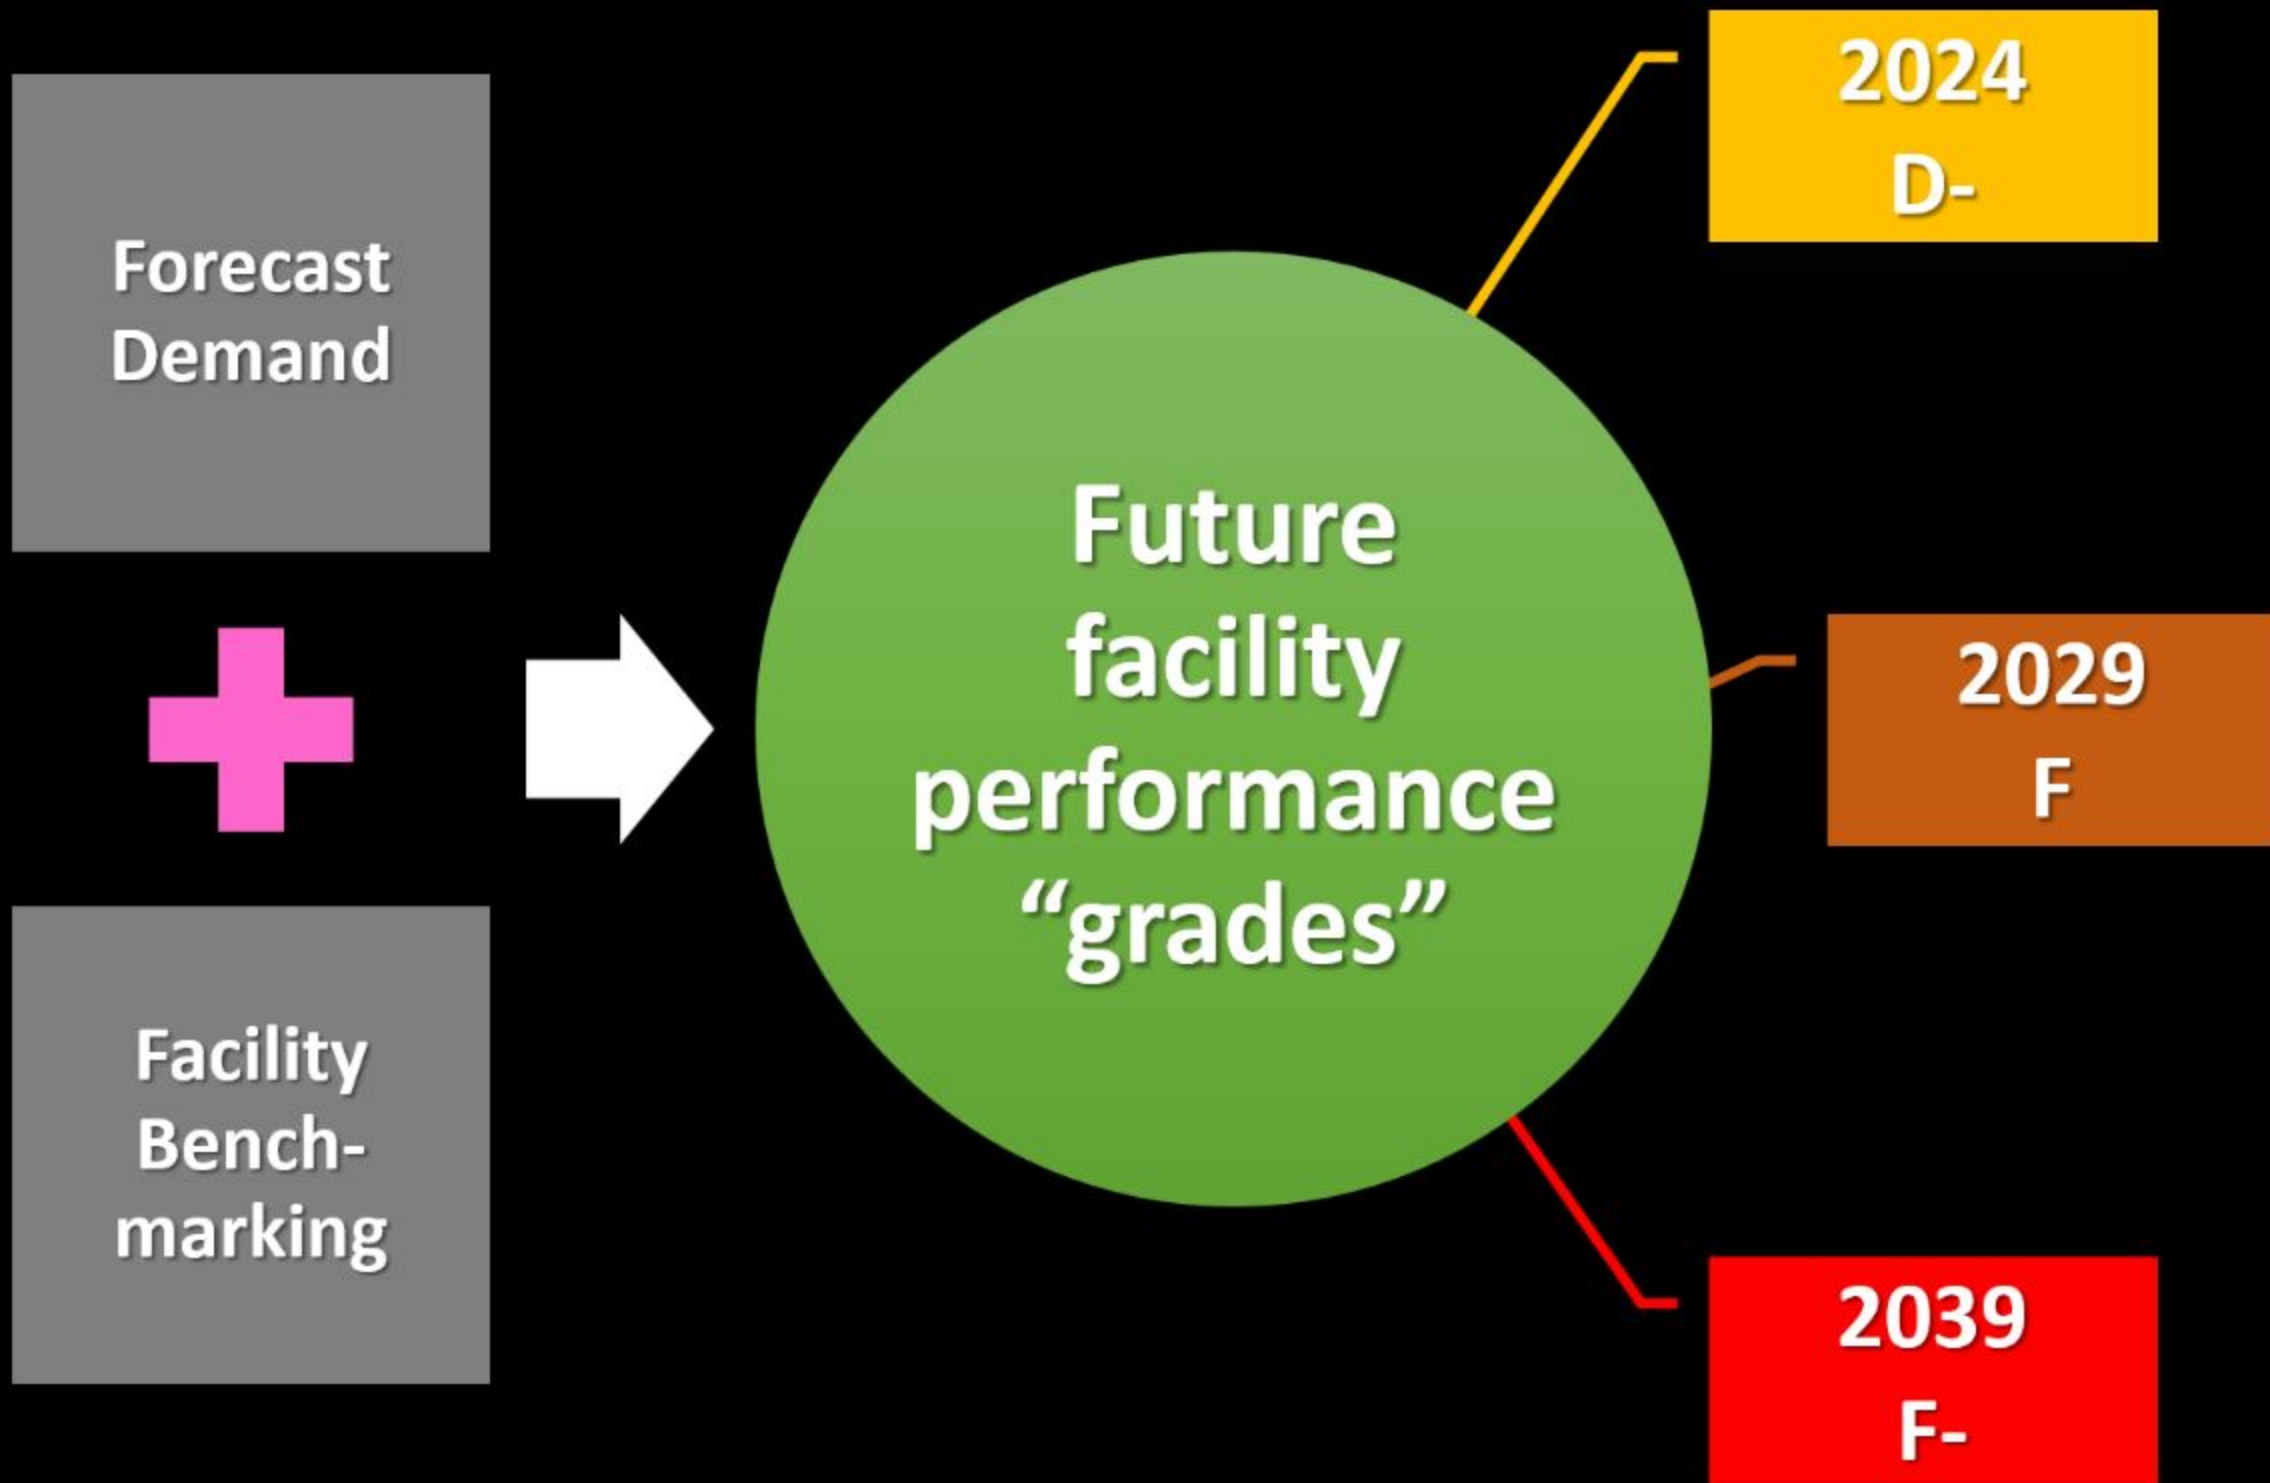 Forecast
Demand
Facility
Bench-
marking
Future
facility
performance
“grades”
2024
D-
2029
F
2039
F-